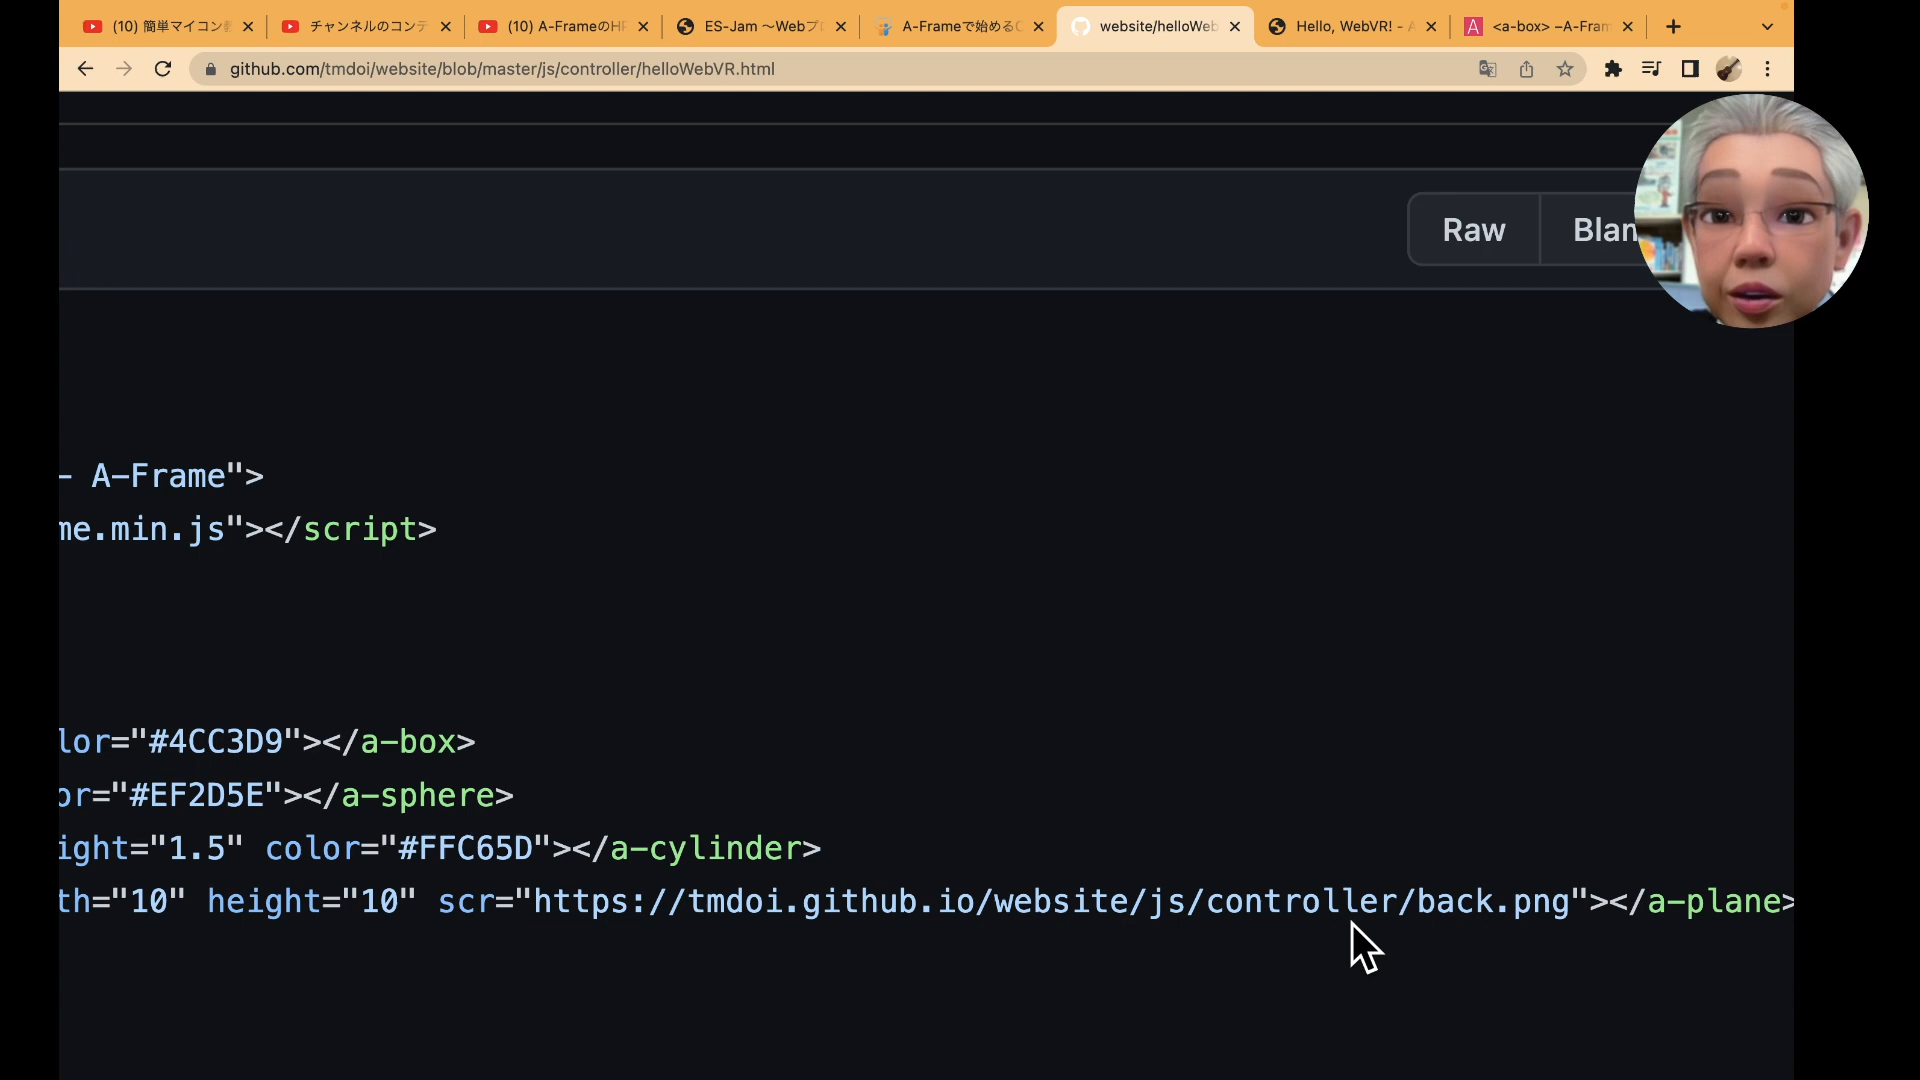 (10) 簡単マイコン
チャンネルのコンテ
(10) A-FrameのHP
ES-Jam 〜Webプロ
A-Frameで始める
website/helloWeb
Hello, WebVR! - A
<a-box> –A-Fram
github.com/tmdoi/website/blob/master/js/controller/helloWebVR.html
Raw
Blam
- A-Frame">
me.min.js"></script>
lor="#4CC3D9"></a-box>
or="#EF2D5E"></a-sphere>
ight="1.5" color="#FFC65D"></a-cylinder>
th="10" height="10" scr="https://tmdoi.github.io/website/js/controller/back.png"></a-plane>